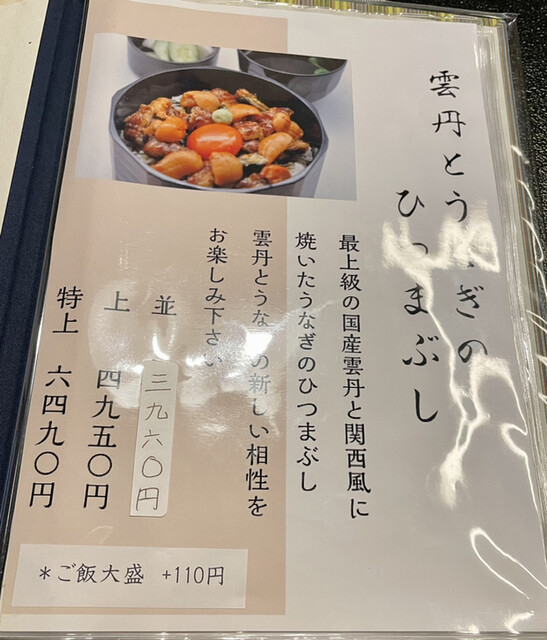 雲丹とうなぎの
ひつまぶし
最上級の国産雲丹と関西風に
焼いたうなぎのひつまぶし
雲丹とうなぎの新しい相性を
お楽しみ下さい
並 三九六〇円
上 四九五〇円
特上 六四九〇円
*ご飯大盛 +110円